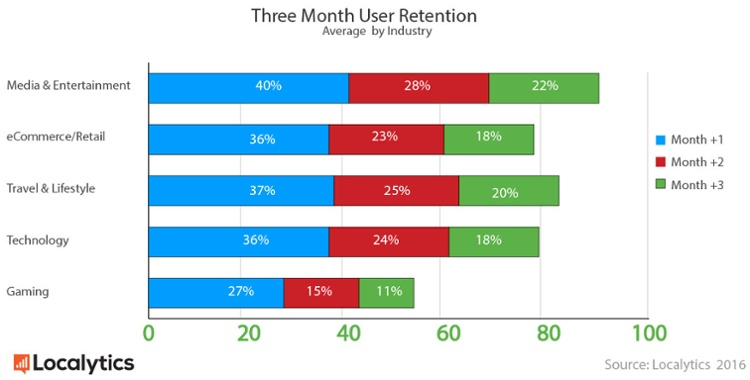 Three Month User Retention
Average by Industry
Media & Entertainment 40% 28% 22%
eCommerce/Retail 36% 23% 18%
Month +1
Month +2
Travel & Lifestyle 37% 25% 20%
Month +3
Technology 36% 24% 18%
Gaming 27% 15% 11%
0 20 40 60 80 100
Localytics
Source: Localytics 2016